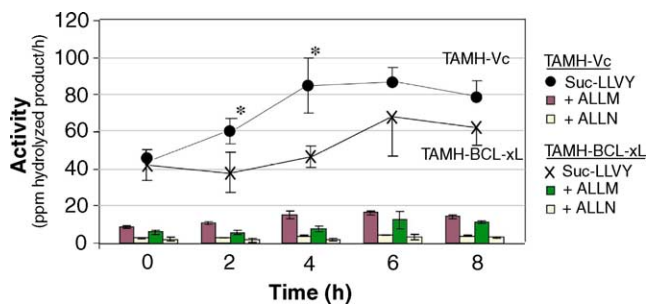 120
100
80
60
40
20
0
Activity
(ppm hydrolyzed product/h)
*
*
TAMH-Vc
TAMH-BCL-xL
0 2 4 6 8
Time (h)
TAMH-Vc
Suc-LLVY
+ ALLM
+ ALLN
TAMH-BCL-xL
Suc-LLVY
+ ALLM
+ ALLN